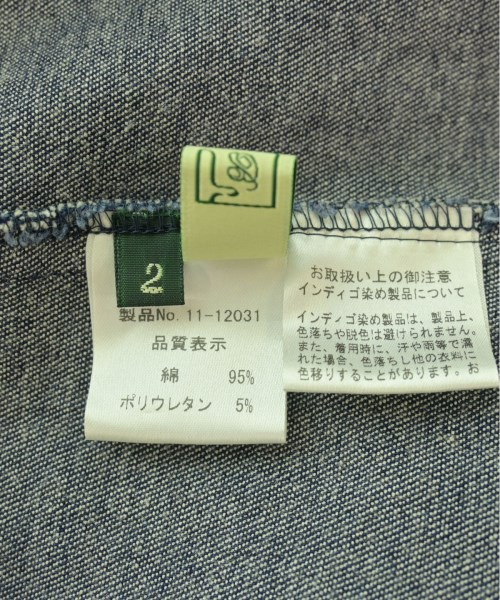 2
製品No. 11-12031
品質表示
綿 95%
ポリウレタン 5%
お取扱い上の御注意
インディゴ染め製品について
インディゴ染め製品は、製品上、
色落ちや脱色は避けられません。
また、着用時に、汗や雨等で濡
れた場合、色落ちし他の衣料に
色移りすることがあります。お